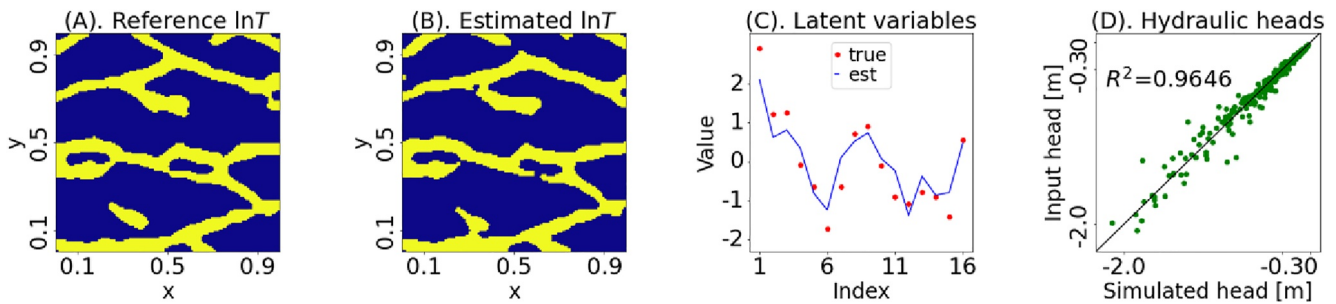 (A). Reference lnT
(B). Estimated lnT
(C). Latent variables
(D). Hydraulic heads
y
0.9
0.5
0.1
0.1
0.5
0.9
x
y
0.9
0.5
0.1
0.1
0.5
0.9
x
Value
2
1
0
-1
-2
true
est
1
6
11
16
Index
Input head [m]
-0.30
-2.0
R²=0.9646
-2.0
-0.30
Simulated head [m]